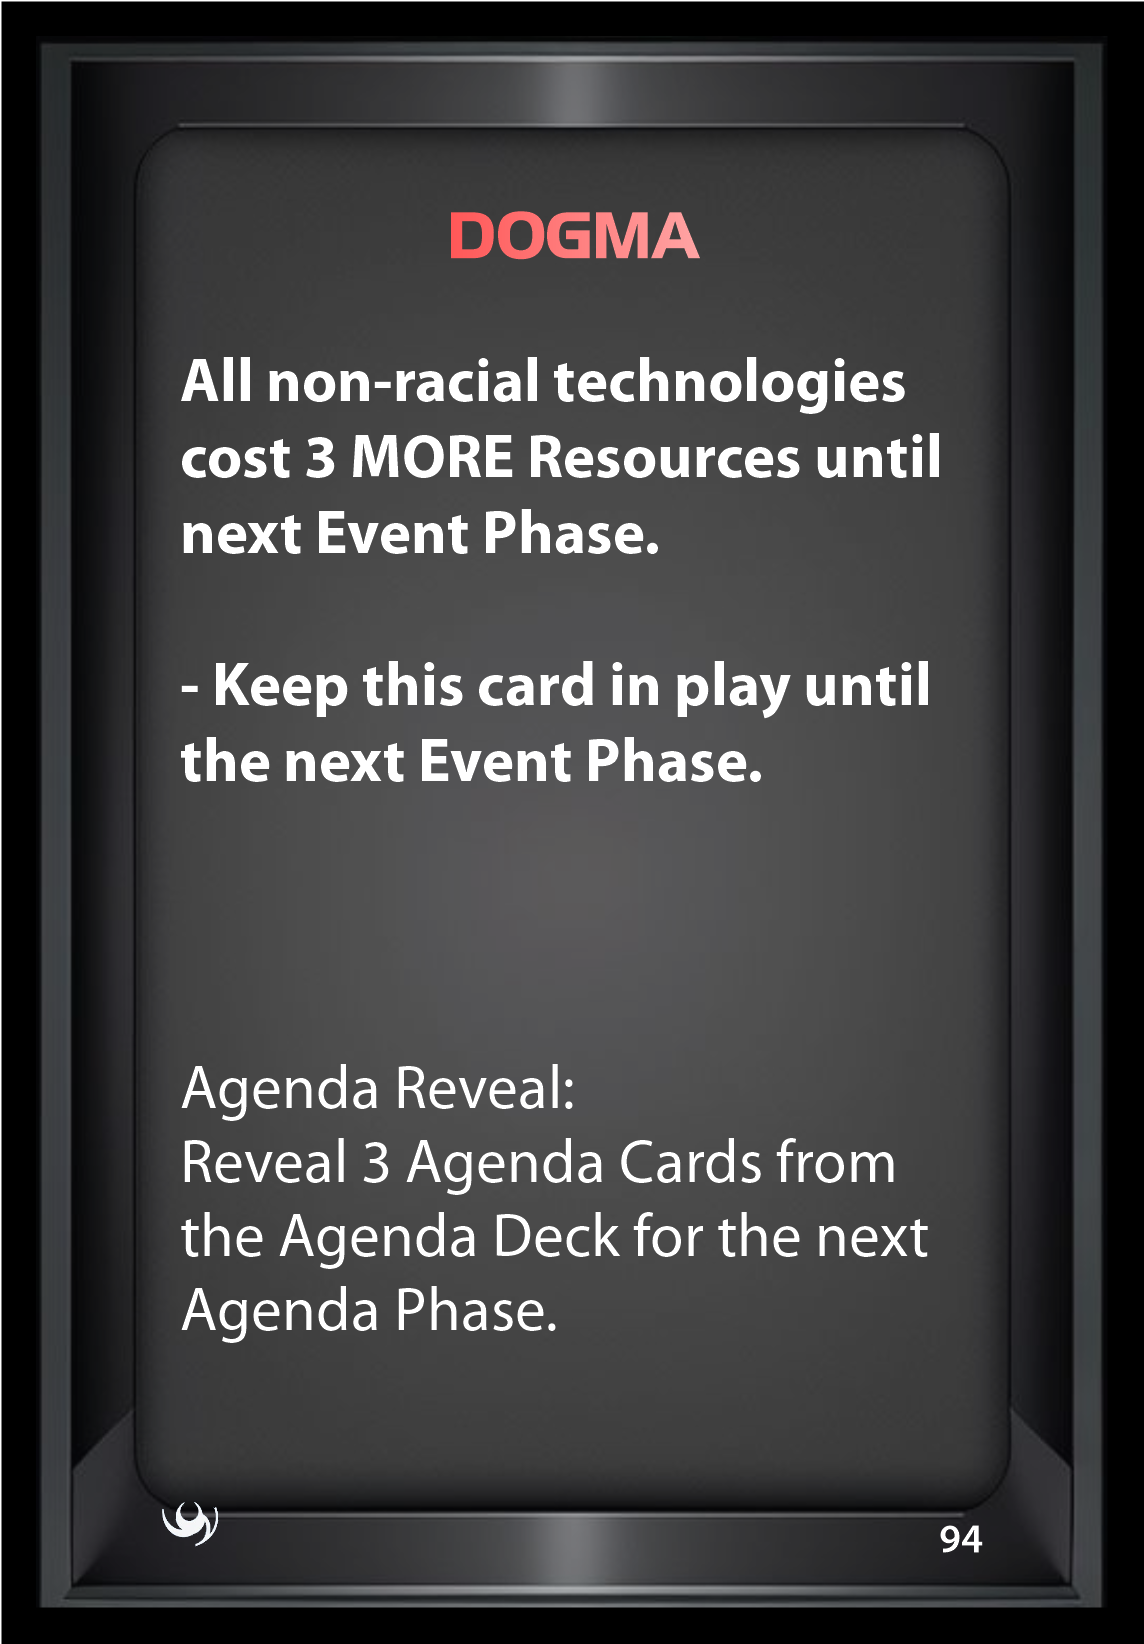 DOGMA
All non-racial technologies
cost 3 MORE Resources until
next Event Phase.
- Keep this card in play until
the next Event Phase.
Agenda Reveal:
Reveal 3 Agenda Cards from
the Agenda Deck for the next
Agenda Phase.
94